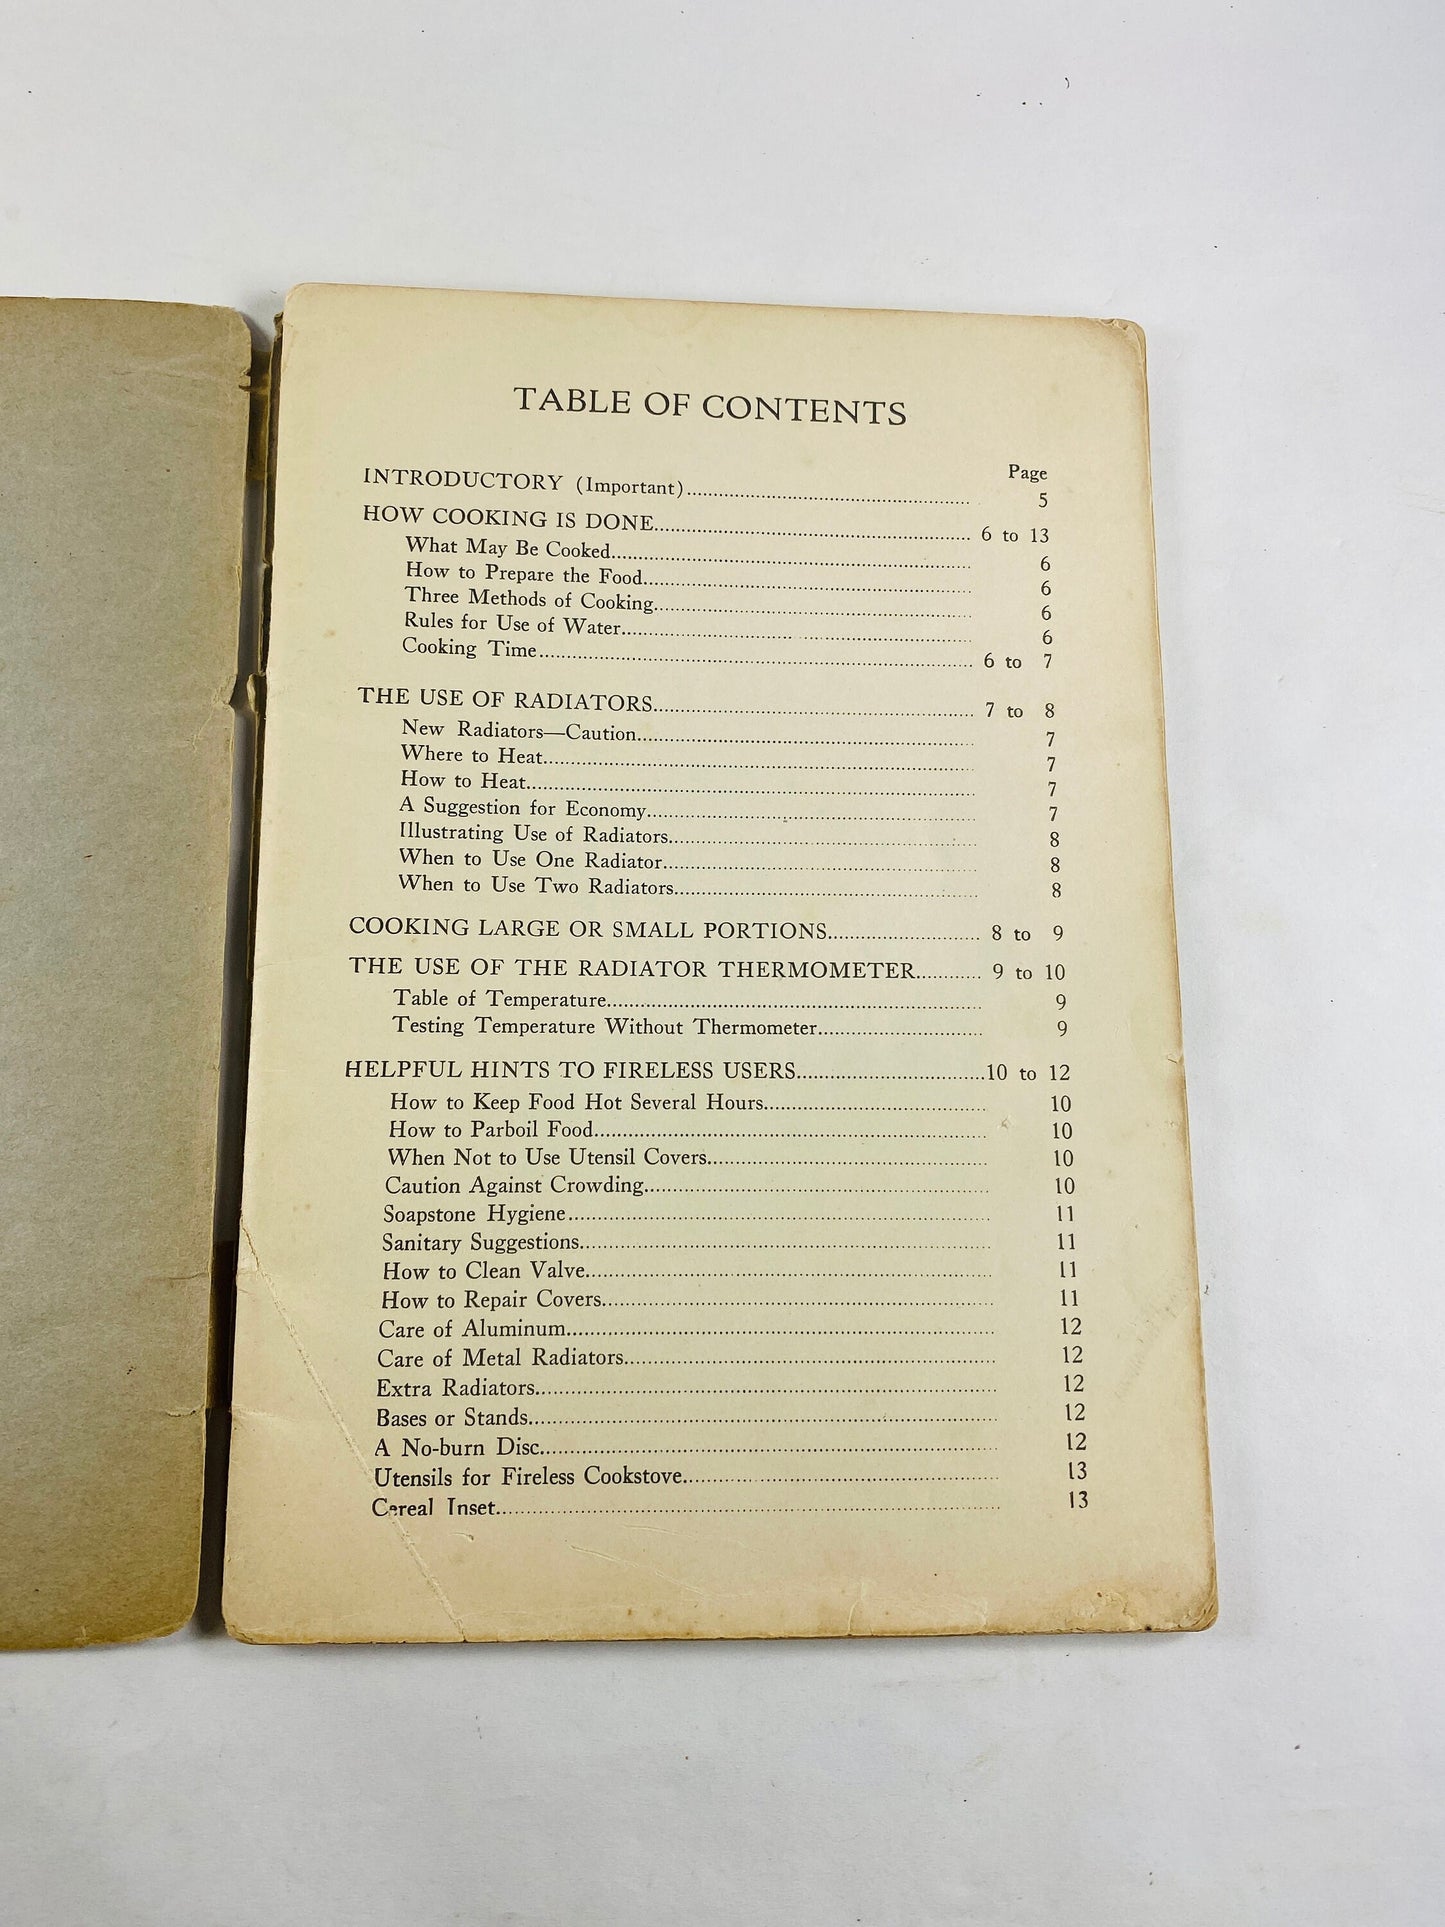 TABLE OF CONTENTS
Page
INTRODUCTORY (Important)........ 5
HOW COOKING IS DONE........ 6 to 13
What May Be Cooked........ 6
How to Prepare the Food........ 6
Three Methods of Cooking........ 6
Rules for Use of Water........ 6
Cooking Time........ 6 to 7
THE USE OF RADIATORS........ 7 to 8
New Radiators—Caution........ 7
Where to Heat........ 7
How to Heat........ 7
A Suggestion for Economy........ 7
Illustrating Use of Radiators........ 8
When to Use One Radiator........ 8
When to Use Two Radiators........ 8
COOKING LARGE OR SMALL PORTIONS........ 8 to 9
THE USE OF THE RADIATOR THERMOMETER........ 9 to 10
Table of Temperature........ 9
Testing Temperature Without Thermometer........ 9
HELPFUL HINTS TO FIRELESS USERS........ 10 to 12
How to Keep Food Hot Several Hours........ 10
How to Parboil Food........ 10
When Not to Use Utensil Covers........ 10
Caution Against Crowding........ 10
Soapstone Hygiene........ 11
Sanitary Suggestions........ 11
How to Clean Valve........ 11
How to Repair Covers........ 11
Care of Aluminum........ 12
Care of Metal Radiators........ 12
Extra Radiators........ 12
Bases or Stands........ 12
A No-burn Disc........ 12
Utensils for Fireless Cookstove........ 13
Cereal Inset........ 13